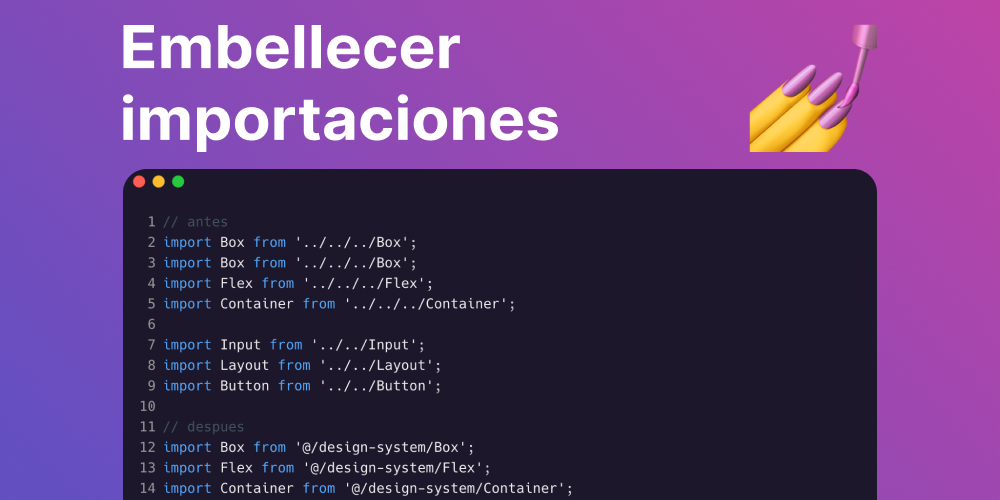 Embellecer
importaciones
1 // antes
2 import Box from '../../../Box';
3 import Box from '../../../Box';
4 import Flex from '../../../Flex';
5 import Container from '../../../Container';
6
7 import Input from '../../Input';
8 import Layout from '../../Layout';
9 import Button from '../../Button';
10
11 // despues
12 import Box from '@/design-system/Box';
13 import Flex from '@/design-system/Flex';
14 import Container from '@/design-system/Container';